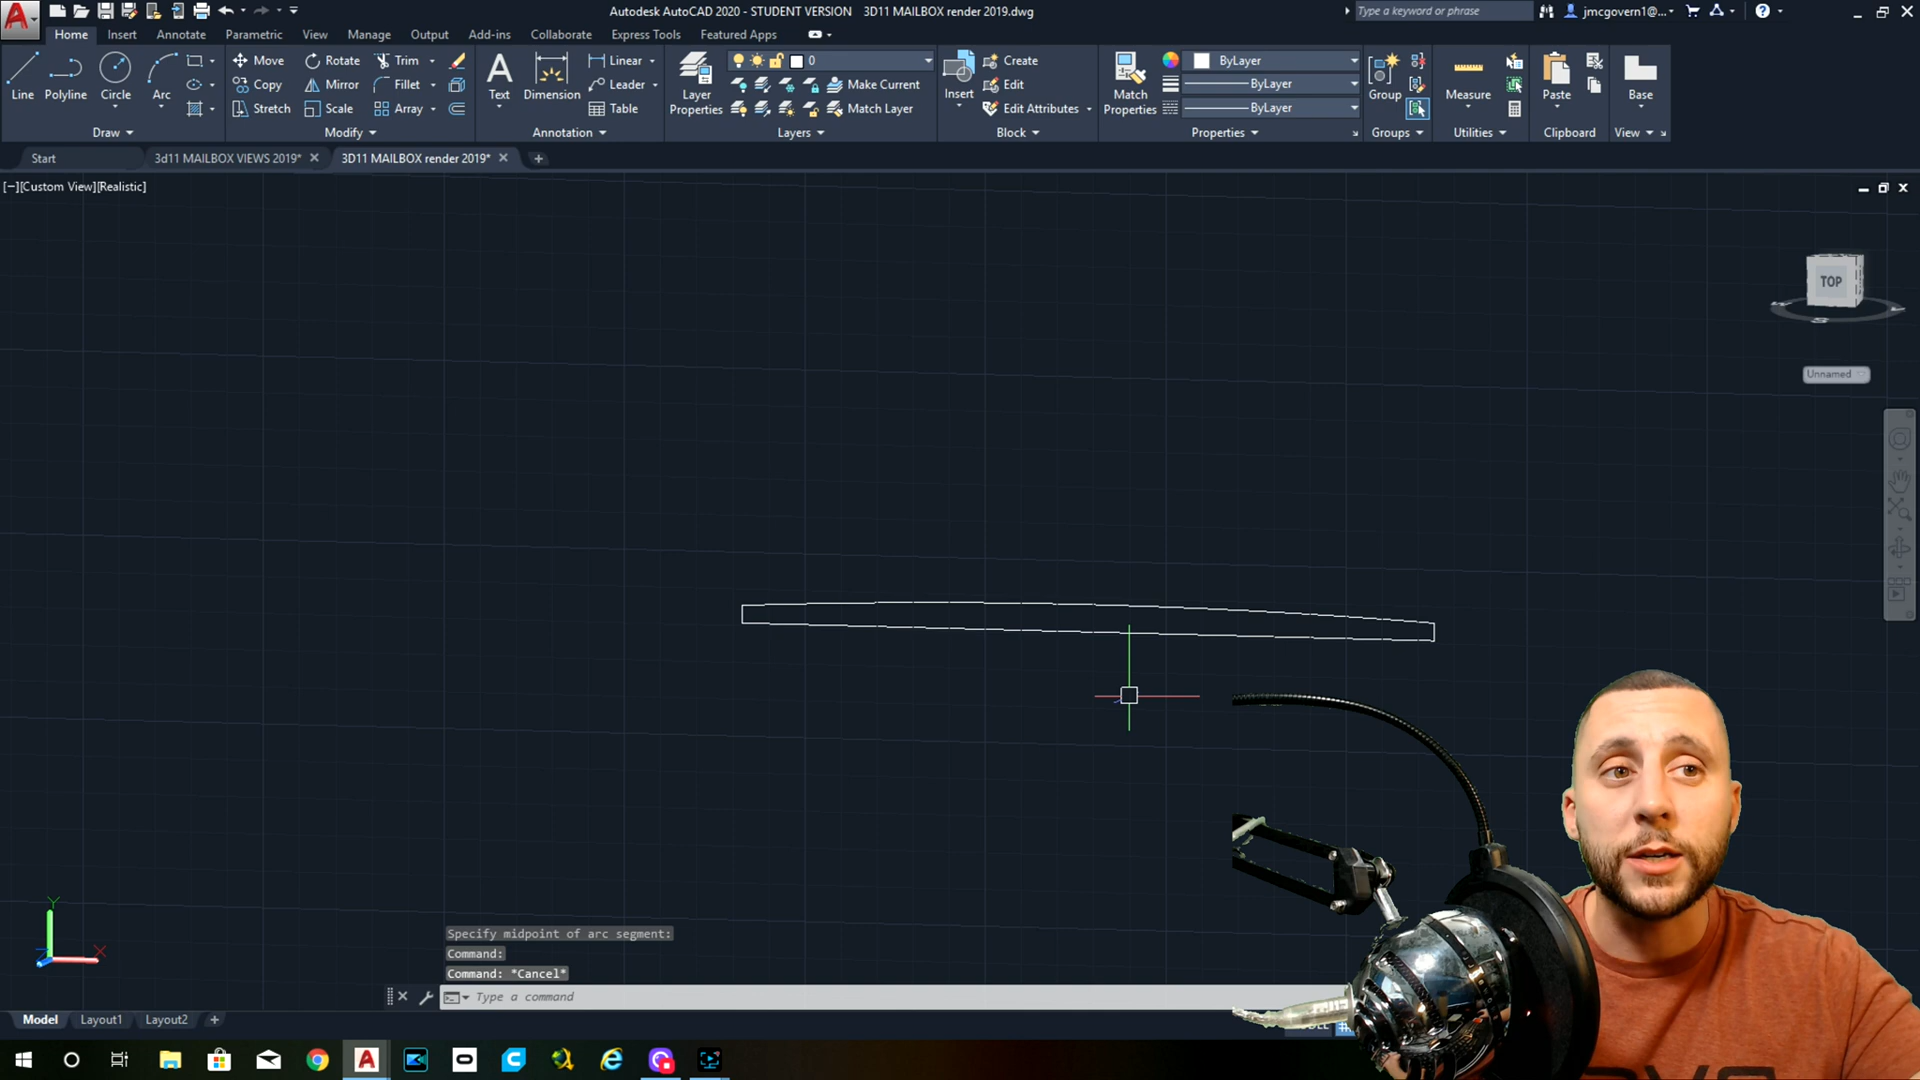 Autodesk AutoCAD 2020 - STUDENT VERSION 3D11 MAILBOX render 2019.dwg
Type a keyword or phrase
jmcgovern1@...
Home Insert Annotate Parametric View Manage Output Add-ins Collaborate Express Tools Featured Apps
Line Polyline Circle Arc
Draw
Move Rotate Trim
Copy Mirror Fillet
Stretch Scale Array
Modify
Text Dimension
Linear
Leader
Table
Annotation
Layer Properties
0
Make Current
Match Layer
Layers
Insert
Create
Edit
Edit Attributes
Block
Match Properties
ByLayer
ByLayer
ByLayer
Properties
Group
Groups
Measure
Utilities
Paste
Clipboard
Base
View
Start 3d11 MAILBOX VIEWS 2019* 3D11 MAILBOX render 2019*
[−][Custom View][Realistic]
TOP
S
Unnamed
Y
X
Specify midpoint of arc segment:
Command:
Command: *Cancel*
Type a command
Model Layout1 Layout2